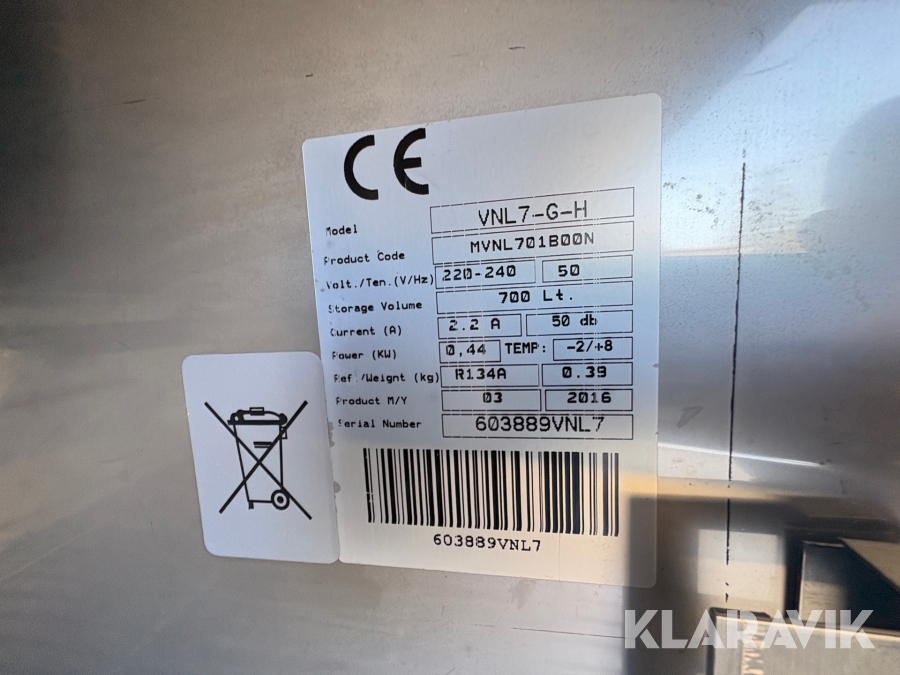 CE
Model VNL7-G-H
Product Code MVNL701B00N
Volt./Ten.(V/Hz) 220-240 50
Storage Volume 700 Lt.
Current (A) 2.2 A 50 db
Power (KW) 0,44 TEMP: -2/+8
Ref./Weight (kg) R134A 0.39
Product M/Y 03 2016
Serial Number 603889VNL7
603889VNL7
KLARAVIK